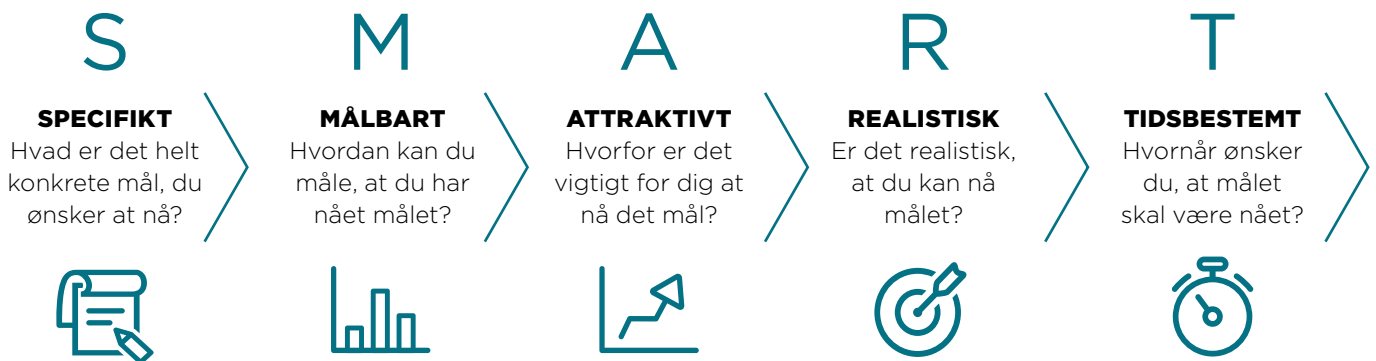 S
SPECIFIKT
Hvad er det helt
konkrete mål, du
ønsker at nå?
M
MÅLBART
Hvordan kan du
måle, at du har
nået målet?
A
ATTRAKTIVT
Hvorfor er det
vigtigt for dig at
nå det mål?
R
REALISTISK
Er det realistisk,
at du kan nå
målet?
T
TIDSBESTEMT
Hvornår ønsker
du, at målet
skal være nået?